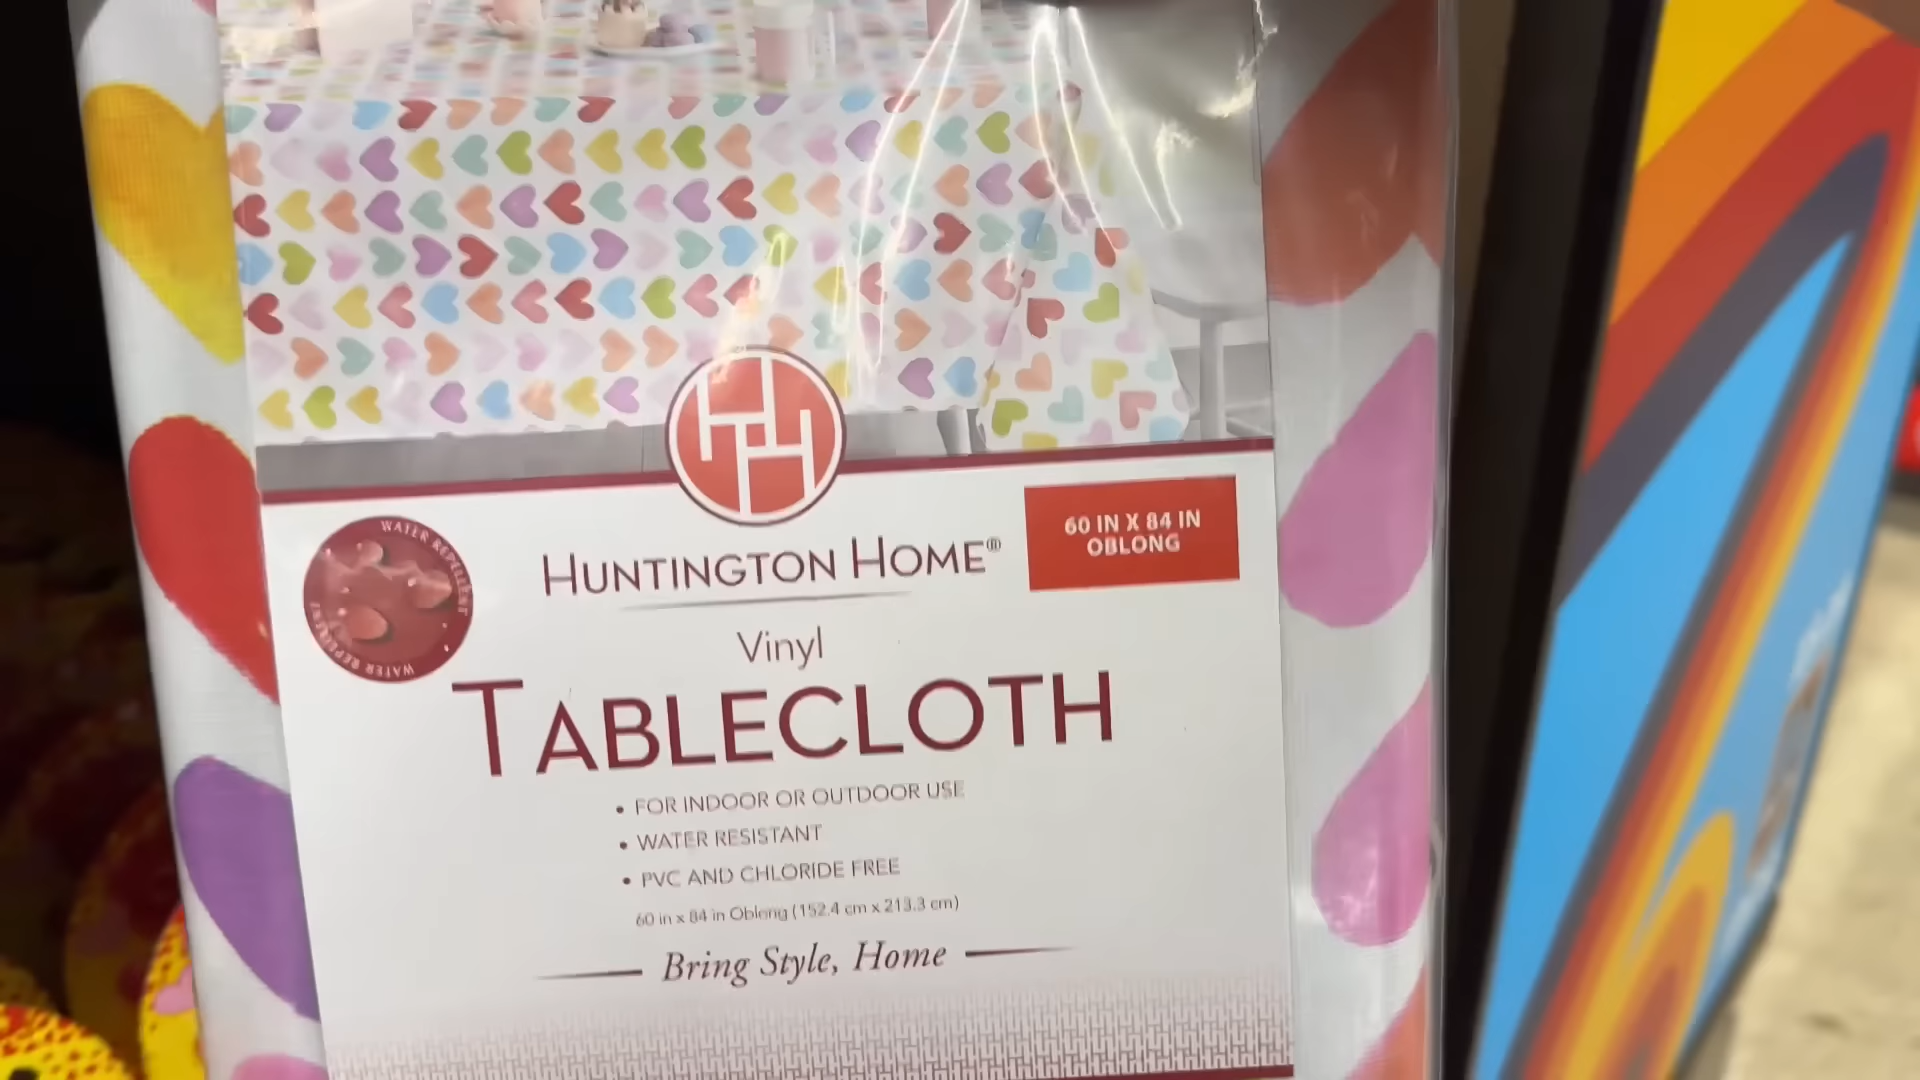 WATER REPELLENT
WATER REPELLENT
HUNTINGTON HOME®
60 IN X 84 IN
OBLONG
Vinyl
TABLECLOTH
• FOR INDOOR OR OUTDOOR USE
• WATER RESISTANT
• PVC AND CHLORIDE FREE
60 in x 84 in Oblong (152.4 cm x 213.3 cm)
Bring Style, Home